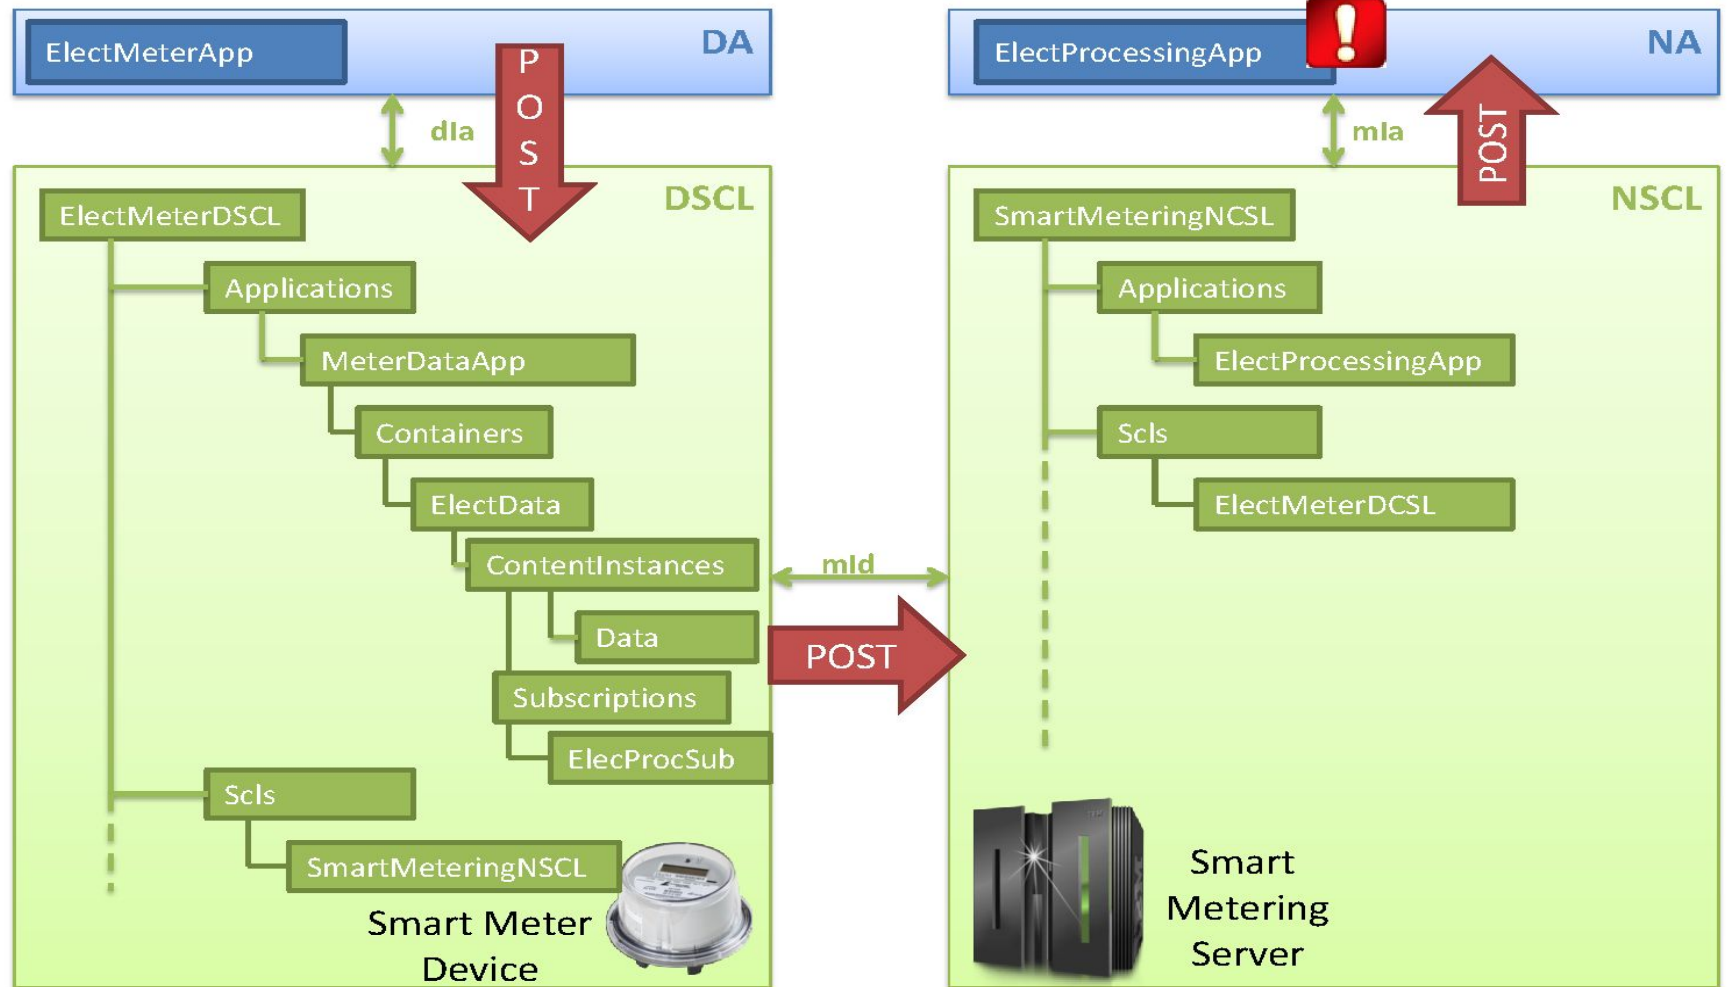 ElectMeterApp
DA
POST
dIa
DSCL
ElectMeterDSCL
Applications
MeterDataApp
Containers
ElectData
ContentInstances
Data
Subscriptions
ElecProcSub
Scls
SmartMeteringNSCL
Smart Meter
Device
mId
POST
ElectProcessingApp
!
NA
mIa
POST
NSCL
SmartMeteringNCSL
Applications
ElectProcessingApp
Scls
ElectMeterDCSL
Smart
Metering
Server